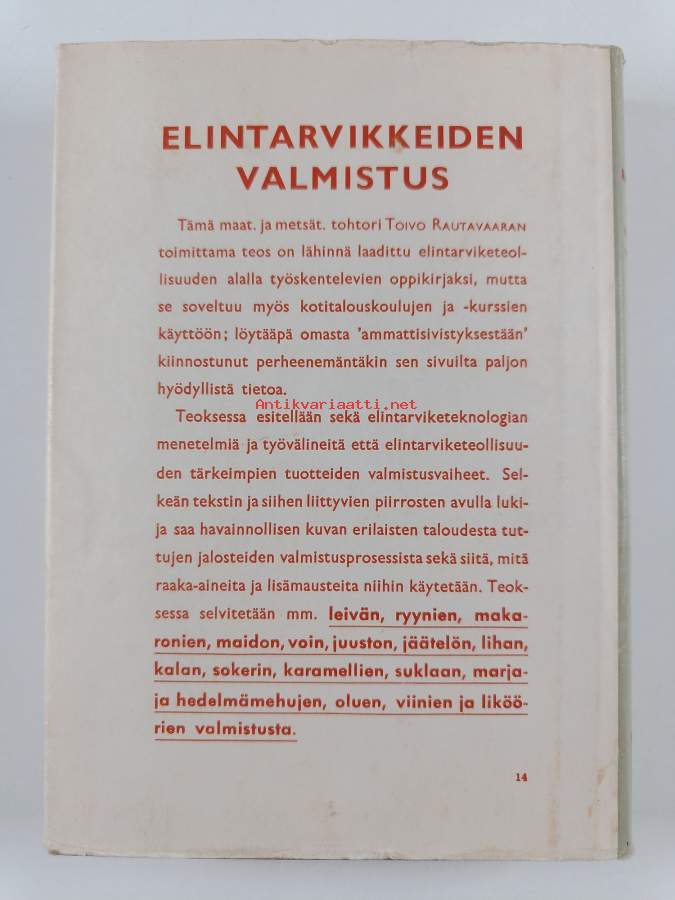 ELINTARVIKKEIDEN
VALMISTUS
Tämä maat. ja metsät. tohtori TOIVO RAUTAVAARAN
toimittama teos on lähinnä laadittu elintarviketeol-
lisuuden alalla työskentelevien oppikirjaksi, mutta
se soveltuu myös kotitalouskoulujen ja -kurssien
käyttöön; löytääpä omasta 'ammattisivistyksestään'
kiinnostunut perheenemäntäkin sen sivuilta paljon
hyödyllistä tietoa.
Antikvariaatti.net
Teoksessa esitellään sekä elintarviketeknologian
menetelmiä ja työvälineitä että elintarviketeollisuu-
den tärkeimpien tuotteiden valmistusvaiheet. Sel-
keän tekstin ja siihen liittyvien piirrosten avulla luki-
ja saa havainnollisen kuvan erilaisten taloudesta tut-
tujen jalosteiden valmistusprosessista sekä siitä, mitä
raaka-aineita ja lisämausteita niihin käytetään. Teok-
sessa selvitetään mm. leivän, ryynien, maka-
ronien, maidon, voin, juuston, jäätelön, lihan,
kalan, sokerin, karamellien, suklaan, marja-
ja hedelmämehujen, oluen, viinien ja liköö-
rien valmistusta.
14